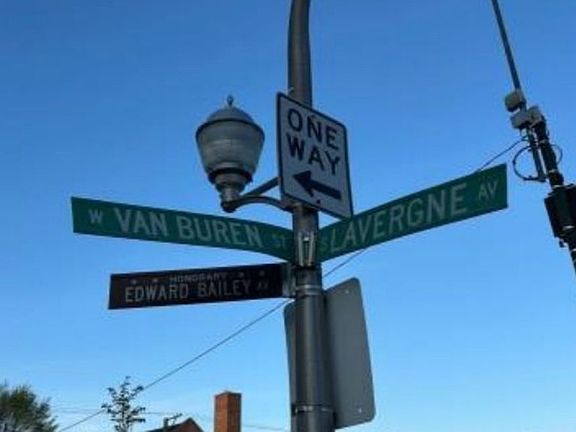 ONE
WAY
W VAN BUREN ST
S LAVERGNE AV
HONORARY
EDWARD BAILEY AV